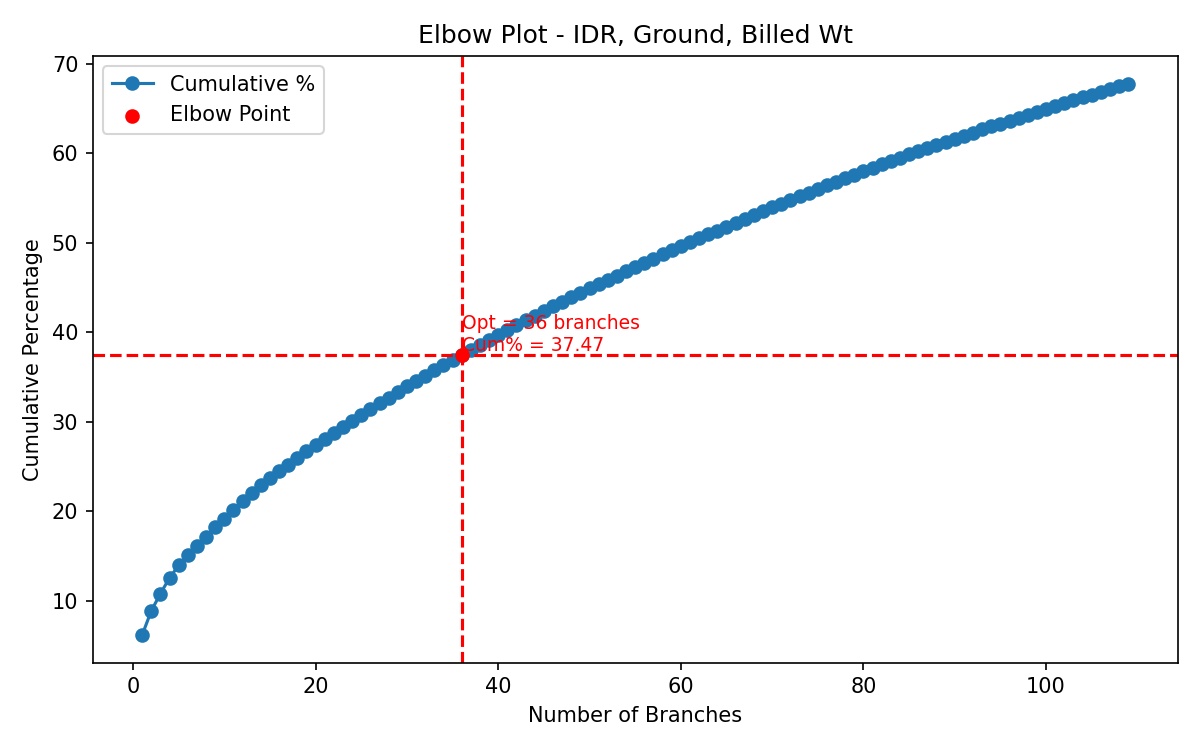 Elbow Plot - IDR, Ground, Billed Wt
Cumulative %
Elbow Point
Cumulative Percentage
70
60
50
40
30
20
10
Opt = 36 branches
Cum% = 37.47
0
20
40
60
80
100
Number of Branches